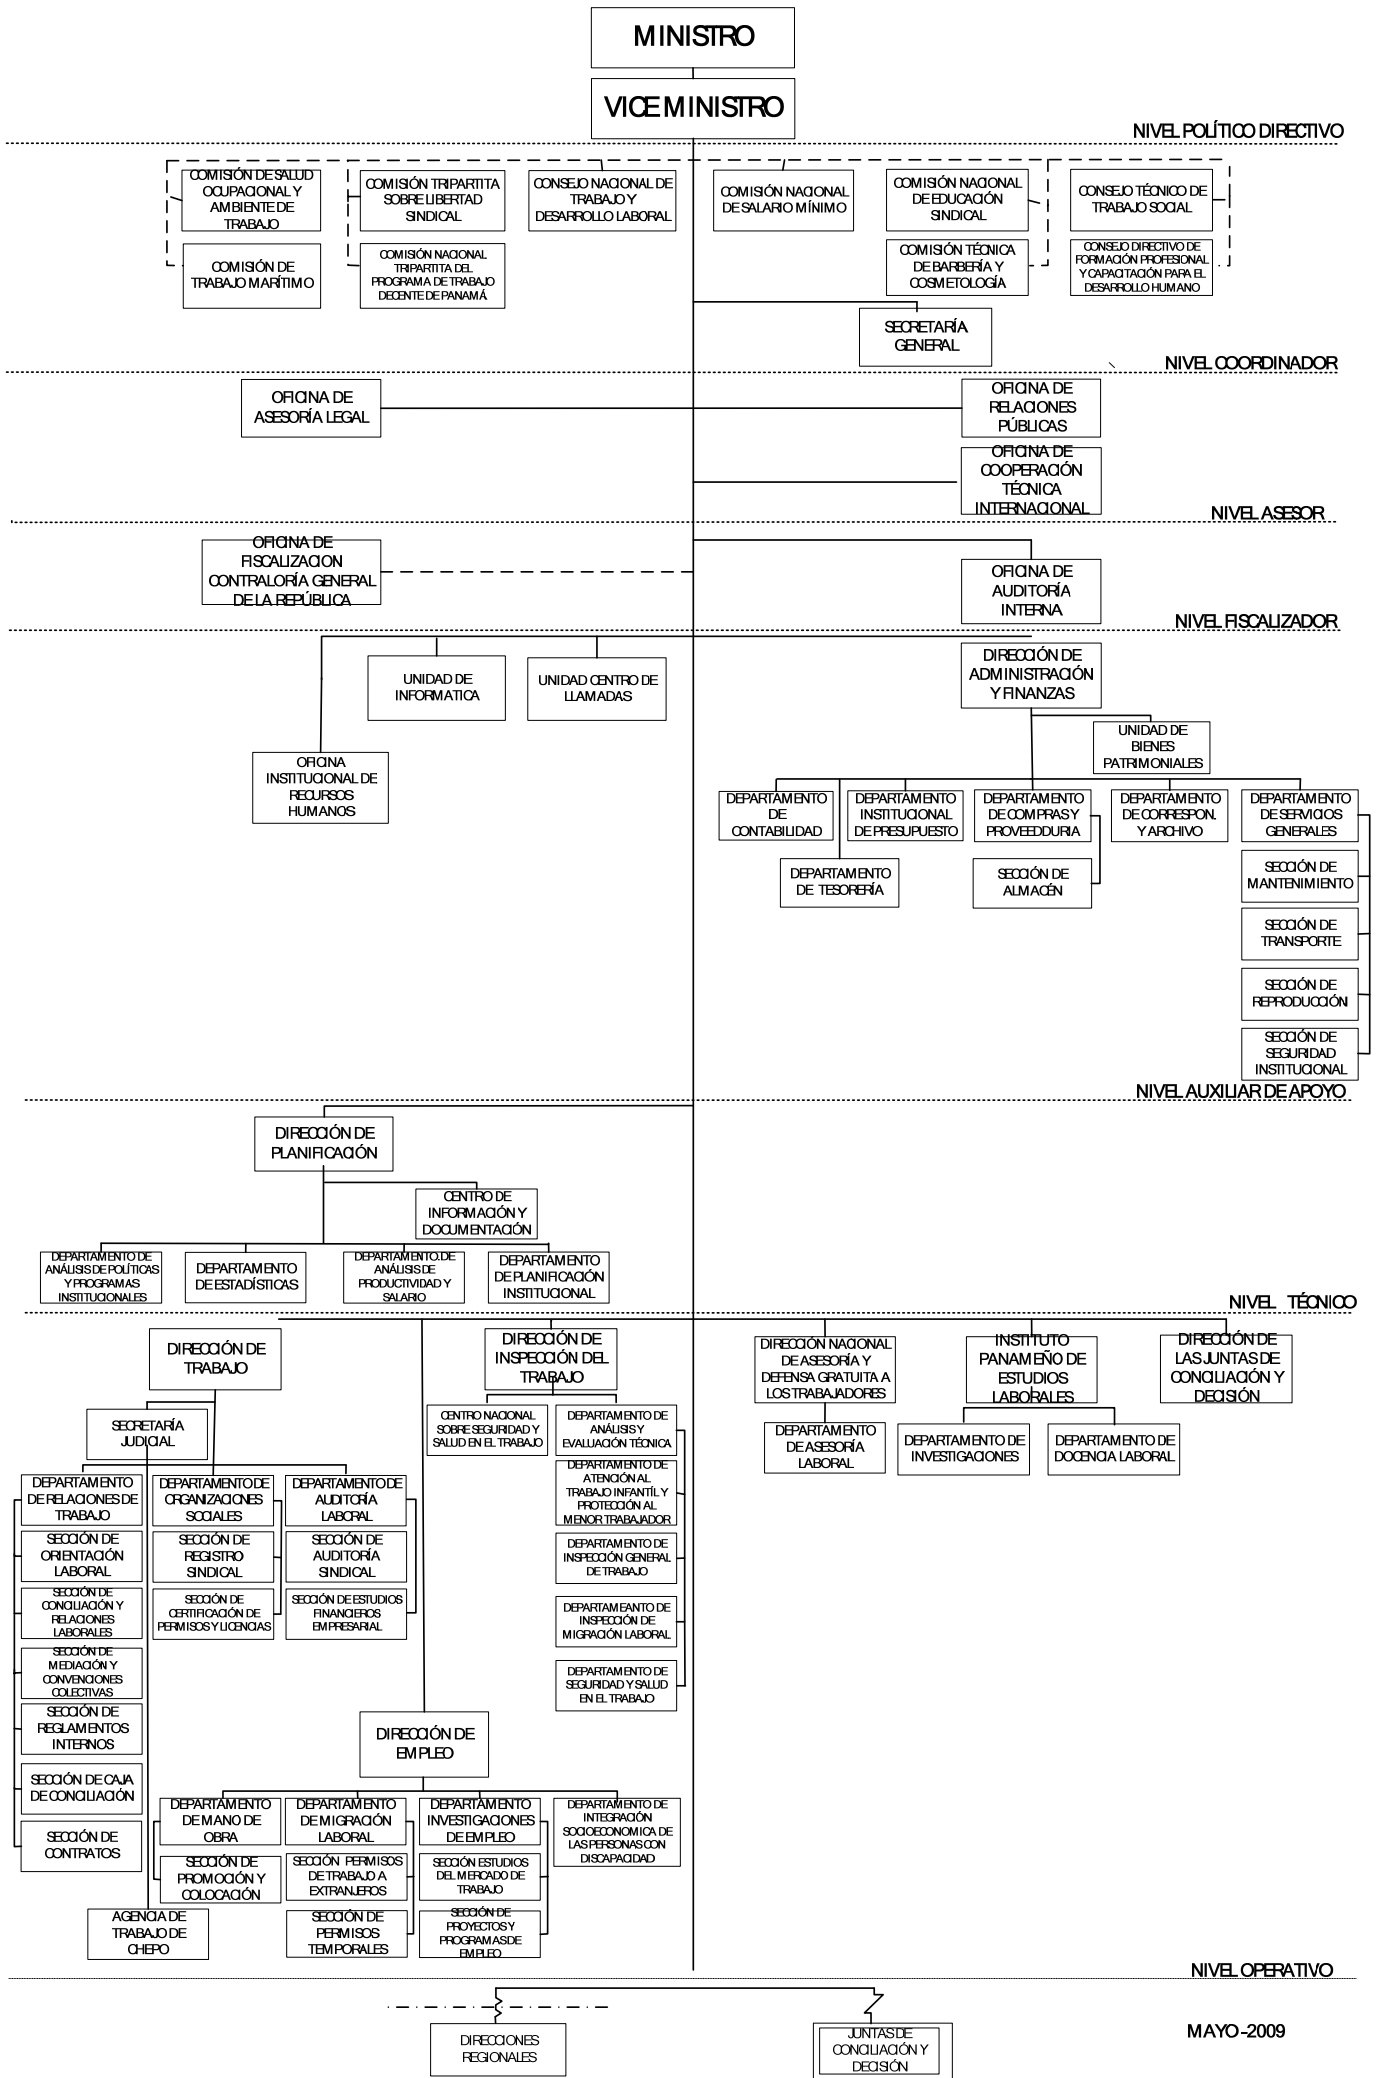 MINISTRO
VICEMINISTRO
NIVEL POLÍTICO DIRECTIVO
COMISIÓN DE SALUD
OCUPACIONAL Y
AMBIENTE DE
TRABAJO
COMISIÓN TRIPARTITA
SOBRE LIBERTAD
SINDICAL
CONSEJO NACIONAL DE
TRABAJO Y
DESARROLLO LABORAL
COMISIÓN NACIONAL
DE SALARIO MÍNIMO
COMISIÓN NACIONAL
DE EDUCACIÓN
SINDICAL
CONSEJO TÉCNICO DE
TRABAJO SOCIAL
COMISIÓN DE
TRABAJO MARÍTIMO
COMISIÓN NACIONAL
TRIPARTITA DEL
PROGRAMA DE TRABAJO
DECENTE DE PANAMÁ
COMISIÓN TÉCNICA
DE BARBERÍA Y
COSMETOLOGÍA
CONSEJO DIRECTIVO DE
FORMACIÓN PROFESIONAL
Y CAPACITACIÓN PARA EL
DESARROLLO HUMANO
SECRETARÍA
GENERAL
NIVEL COORDINADOR
OFICINA DE
ASESORÍA LEGAL
OFICINA DE
RELACIONES
PÚBLICAS
OFICINA DE
COOPERACIÓN
TÉCNICA
INTERNACIONAL
NIVEL ASESOR
OFICINA DE
FISCALIZACION
CONTRALORÍA GENERAL
DE LA REPÚBLICA
OFICINA DE
AUDITORÍA
INTERNA
NIVEL FISCALIZADOR
UNIDAD DE
INFORMATICA
UNIDAD CENTRO DE
LLAMADAS
DIRECCIÓN DE
ADMINISTRACIÓN
Y FINANZAS
OFICINA
INSTITUCIONAL DE
RECURSOS
HUMANOS
UNIDAD DE
BIENES
PATRIMONIALES
DEPARTAMENTO
DE
CONTABILIDAD
DEPARTAMENTO
INSTITUCIONAL
DE PRESUPUESTO
DEPARTAMENTO
DE COMPRAS Y
PROVEEDDURIA
DEPARTAMENTO
DE CORRESPON.
Y ARCHIVO
DEPARTAMENTO
DE SERVICIOS
GENERALES
DEPARTAMENTO
DE TESORERÍA
SECCIÓN DE
ALMACÉN
SECCIÓN DE
MANTENIMIENTO
SECCIÓN DE
TRANSPORTE
SECCIÓN DE
REPRODUCCIÓN
SECCIÓN DE
SEGURIDAD
INSTITUCIONAL
NIVEL AUXILIAR DE APOYO
DIRECCIÓN DE
PLANIFICACIÓN
CENTRO DE
INFORMACIÓN Y
DOCUMENTACIÓN
DEPARTAMENTO DE
ANÁLISIS DE POLÍTICAS
Y PROGRAMAS
INSTITUCIONALES
DEPARTAMENTO
DE ESTADÍSTICAS
DEPARTAMENTO.DE
ANÁLISIS DE
PRODUCTIVIDAD Y
SALARIO
DEPARTAMENTO
DE PLANIFICACIÓN
INSTITUCIONAL
NIVEL TÉCNICO
DIRECCIÓN DE
TRABAJO
DIRECCIÓN DE
INSPECCIÓN DEL
TRABAJO
DIRECCIÓN NACIONAL
DE ASESORÍA Y
DEFENSA GRATUITA A
LOS TRABAJADORES
INSTITUTO
PANAMEÑO DE
ESTUDIOS
LABORALES
DIRECCIÓN DE
LAS JUNTAS DE
CONCILIACIÓN Y
DECISIÓN
SECRETARÍA
JUDICIAL
CENTRO NACIONAL
SOBRE SEGURIDAD Y
SALUD EN EL TRABAJO
DEPARTAMENTO DE
ANÁLISIS Y
EVALUACIÓN TÉCNICA
DEPARTAMENTO
DE ASESORÍA
LABORAL
DEPARTAMENTO DE
INVESTIGACIONES
DEPARTAMENTO DE
DOCENCIA LABORAL
DEPARTAMENTO
DE RELACIONES DE
TRABAJO
DEPARTAMENTO DE
ORGANIZACIONES
SOCIALES
DEPARTAMENTO DE
AUDITORÍA
LABORAL
DEPARTAMENTO DE
ATENCIÓN AL
TRABAJO INFANTÍL Y
PROTECCIÓN AL
MENOR TRABAJADOR
SECCIÓN DE
ORIENTACIÓN
LABORAL
SECCIÓN DE
REGISTRO
SINDICAL
SECCIÓN DE
AUDITORÍA
SINDICAL
DEPARTAMENTO DE
INSPECCIÓN GENERAL
DE TRABAJO
SECCIÓN DE
CONCILIACIÓN Y
RELACIONES
LABORALES
SECCIÓN DE
CERTIFICACIÓN DE
PERMISOS Y LICENCIAS
SECCIÓN DE ESTUDIOS
FINANCIEROS
EMPRESARIAL
DEPARTAMEANTO DE
INSPECCIÓN DE
MIGRACIÓN LABORAL
SECCIÓN DE
MEDIACIÓN Y
CONVENCIONES
COLECTIVAS
DEPARTAMENTO DE
SEGURIDAD Y SALUD
EN EL TRABAJO
SECCIÓN DE
REGLAMENTOS
INTERNOS
DIRECCIÓN DE
EMPLEO
SECCIÓN DE CAJA
DE CONCILIACIÓN
DEPARTAMENTO
DE MANO DE
OBRA
DEPARTAMENTO
DE MIGRACIÓN
LABORAL
DEPARTAMENTO
INVESTIGACIONES
DE EMPLEO
DEPARTAMENTO DE
INTEGRACIÓN
SOCIOECONOMICA DE
LAS PERSONAS CON
DISCAPACIDAD
SECCIÓN DE
CONTRATOS
SECCIÓN DE
PROMOCIÓN Y
COLOCACIÓN
SECCIÓN PERMISOS
DE TRABAJO A
EXTRANJEROS
SECCIÓN ESTUDIOS
DEL MERCADO DE
TRABAJO
AGENCIA DE
TRABAJO DE
CHEPO
SECCIÓN DE
PERMISOS
TEMPORALES
SECCIÓN DE
PROYECTOS Y
PROGRAMAS DE
EMPLEO
NIVEL OPERATIVO
DIRECCIONES
REGIONALES
JUNTAS DE
CONCILIACIÓN Y
DECISIÓN
MAYO-2009